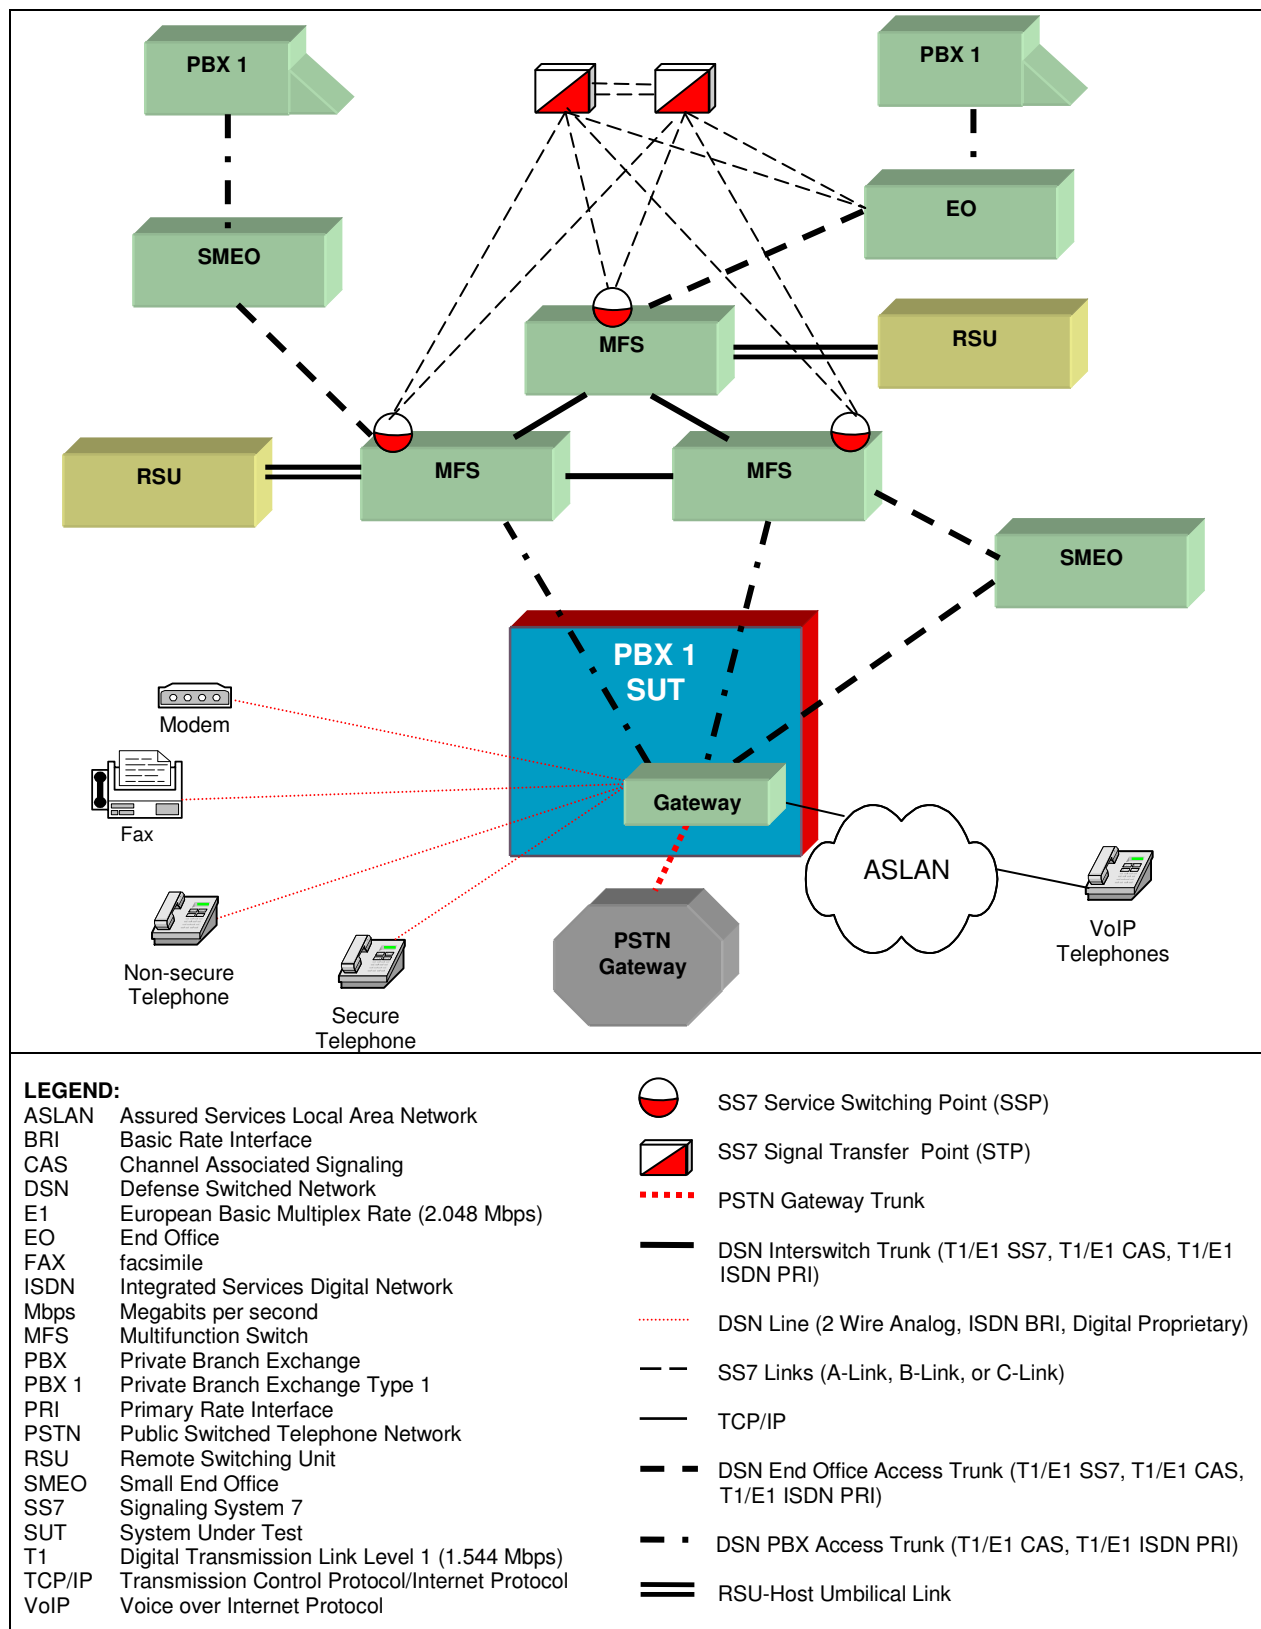 PBX 1
PBX 1
EO
SMEO
MFS
RSU
RSU
MFS
MFS
SMEO
PBX 1
SUT
Modem
Gateway
Fax
ASLAN
VoIP
Telephones
PSTN
Gateway
Non-secure
Telephone
Secure
Telephone
LEGEND:
ASLAN Assured Services Local Area Network
BRI Basic Rate Interface
CAS Channel Associated Signaling
DSN Defense Switched Network
E1 European Basic Multiplex Rate (2.048 Mbps)
EO End Office
FAX facsimile
ISDN Integrated Services Digital Network
Mbps Megabits per second
MFS Multifunction Switch
PBX Private Branch Exchange
PBX 1 Private Branch Exchange Type 1
PRI Primary Rate Interface
PSTN Public Switched Telephone Network
RSU Remote Switching Unit
SMEO Small End Office
SS7 Signaling System 7
SUT System Under Test
T1 Digital Transmission Link Level 1 (1.544 Mbps)
TCP/IP Transmission Control Protocol/Internet Protocol
VoIP Voice over Internet Protocol
SS7 Service Switching Point (SSP)
SS7 Signal Transfer Point (STP)
PSTN Gateway Trunk
DSN Interswitch Trunk (T1/E1 SS7, T1/E1 CAS, T1/E1
ISDN PRI)
DSN Line (2 Wire Analog, ISDN BRI, Digital Proprietary)
SS7 Links (A-Link, B-Link, or C-Link)
TCP/IP
DSN End Office Access Trunk (T1/E1 SS7, T1/E1 CAS,
T1/E1 ISDN PRI)
DSN PBX Access Trunk (T1/E1 CAS, T1/E1 ISDN PRI)
RSU-Host Umbilical Link